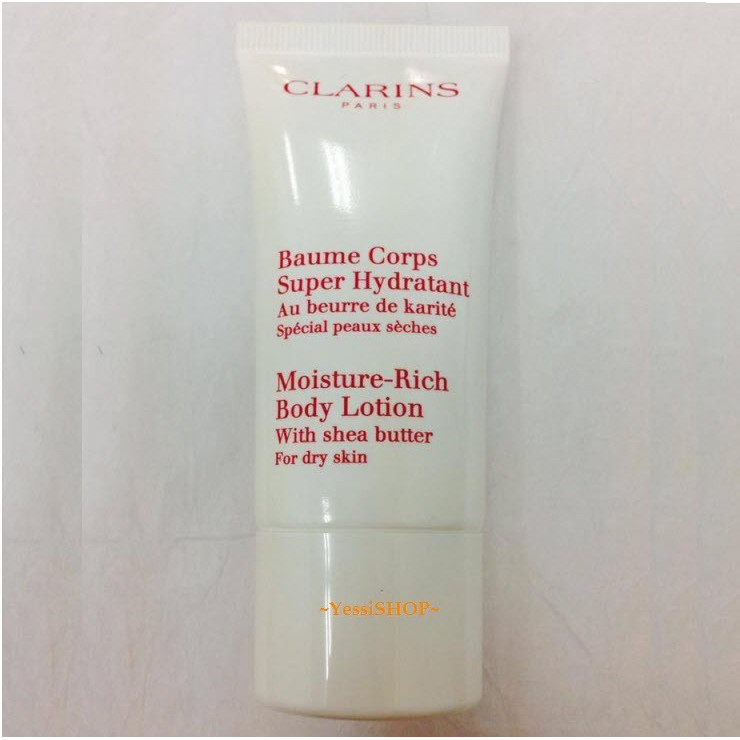 CLARINS
PARIS
Baume Corps
Super Hydratant
Au beurre de karité
Spécial peaux sèches
Moisture-Rich
Body Lotion
With shea butter
For dry skin
~YessiSHOP~